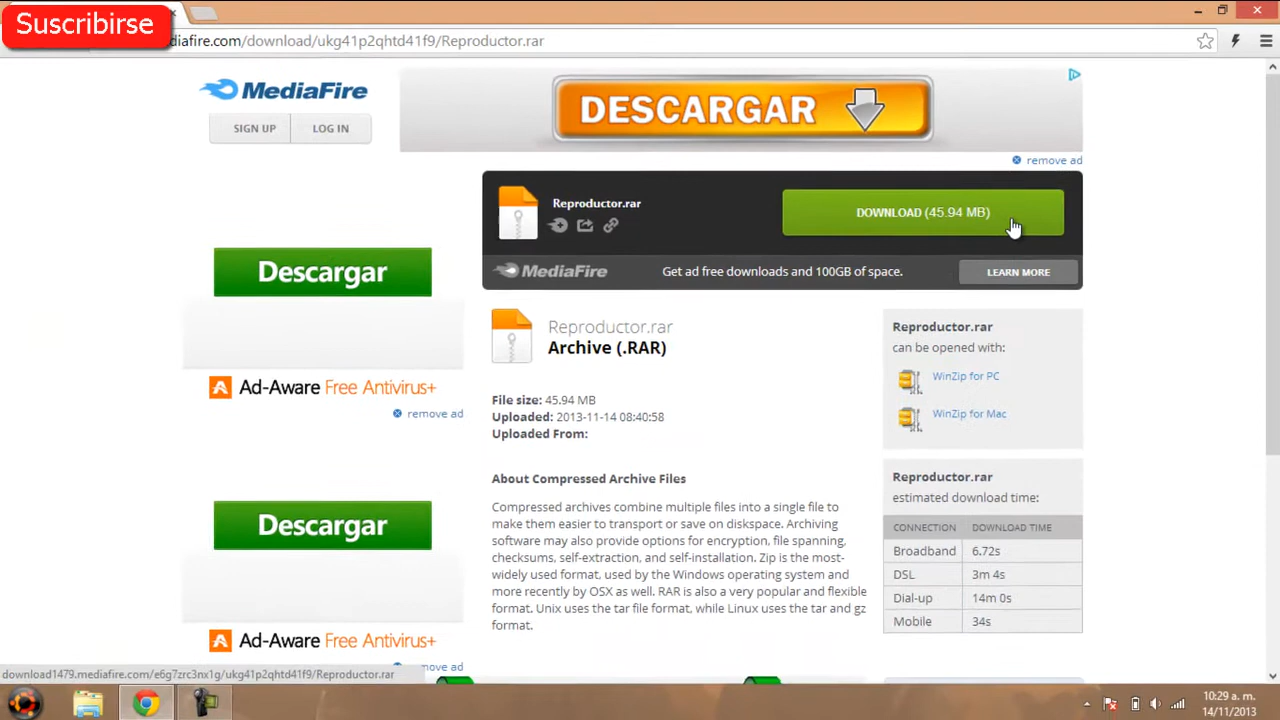 Suscribirse
diafire.com/download/ukg41p2qhtd41f9/Reproductor.rar
MediaFire
SIGN UP
LOG IN
DESCARGAR
remove ad
Reproductor.rar
DOWNLOAD (45.94 MB)
MediaFire
Get ad free downloads and 100GB of space.
LEARN MORE
Descargar
Ad-Aware Free Antivirus+
remove ad
Reproductor.rar
Archive (.RAR)
File size: 45.94 MB
Uploaded: 2013-11-14 08:40:58
Uploaded From:
About Compressed Archive Files
Compressed archives combine multiple files into a single file to
make them easier to transport or save on diskspace. Archiving
software may also provide options for encryption, file spanning,
checksums, self-extraction, and self-installation. Zip is the most-
widely used format, used by the Windows operating system and
more recently by OSX as well. RAR is also a very popular and flexible
format. Unix uses the tar file format, while Linux uses the tar and gz
format.
Reproductor.rar
can be opened with:
WinZip for PC
WinZip for Mac
Reproductor.rar
estimated download time:
CONNECTION DOWNLOAD TIME
Broadband 6.72s
DSL 3m 4s
Dial-up 14m 0s
Mobile 34s
Descargar
Ad-Aware Free Antivirus+
move ad
download1479.mediafire.com/e6g7zrc3nx1g/ukg41p2qhtd41f9/Reproductor.rar
10:29 a. m.
14/11/2013